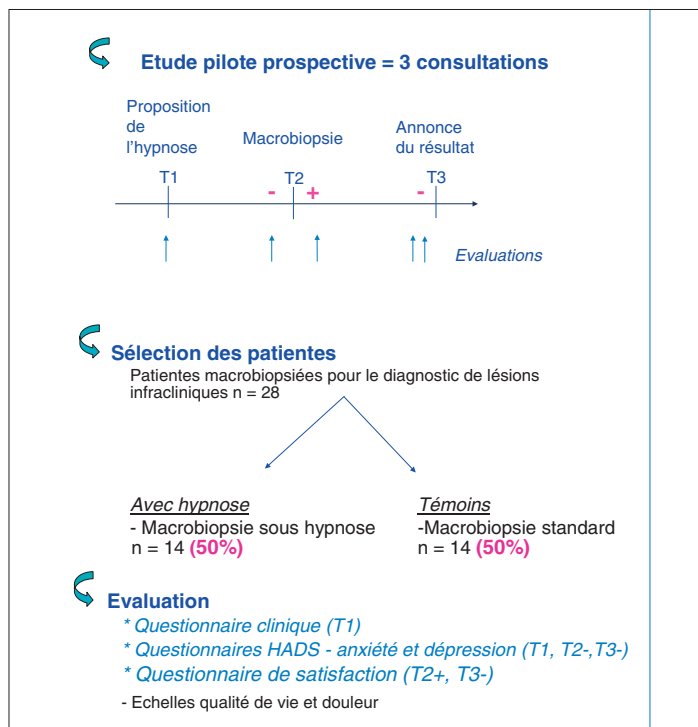 Etude pilote prospective = 3 consultations
Proposition
de
l'hypnose
Macrobiopsie
Annonce
du résultat
T1
T2
T3
- + -
Evaluations
Sélection des patientes
Patientes macrobiopsiées pour le diagnostic de lésions
infracliniques n = 28
Avec hypnose
- Macrobiopsie sous hypnose
n = 14 (50%)
Témoins
-Macrobiopsie standard
n = 14 (50%)
Evaluation
* Questionnaire clinique (T1)
* Questionnaires HADS - anxiété et dépression (T1, T2-,T3-)
* Questionnaire de satisfaction (T2+, T3-)
- Echelles qualité de vie et douleur